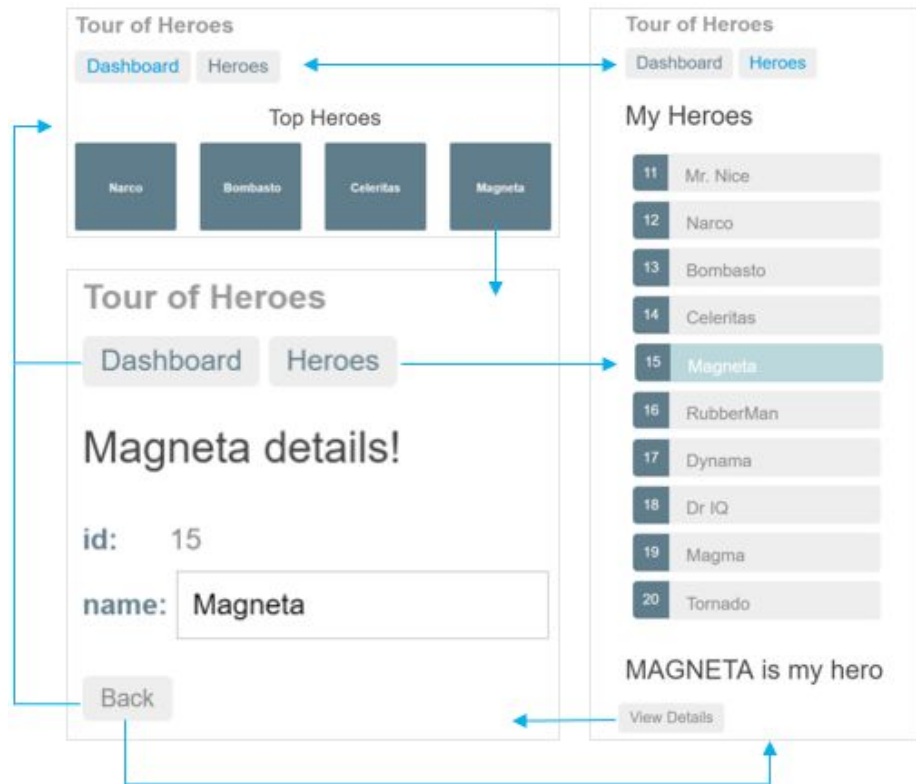 Tour of Heroes
Dashboard Heroes
Top Heroes
Narco Bombasto Celeritas Magneta
Tour of Heroes
Dashboard Heroes
Magneta details!
id: 15
name: Magneta
Back
Tour of Heroes
Dashboard Heroes
My Heroes
11 Mr. Nice
12 Narco
13 Bombasto
14 Celeritas
15 Magneta
16 RubberMan
17 Dynama
18 Dr IQ
19 Magma
20 Tornado
MAGNETA is my hero
View Details